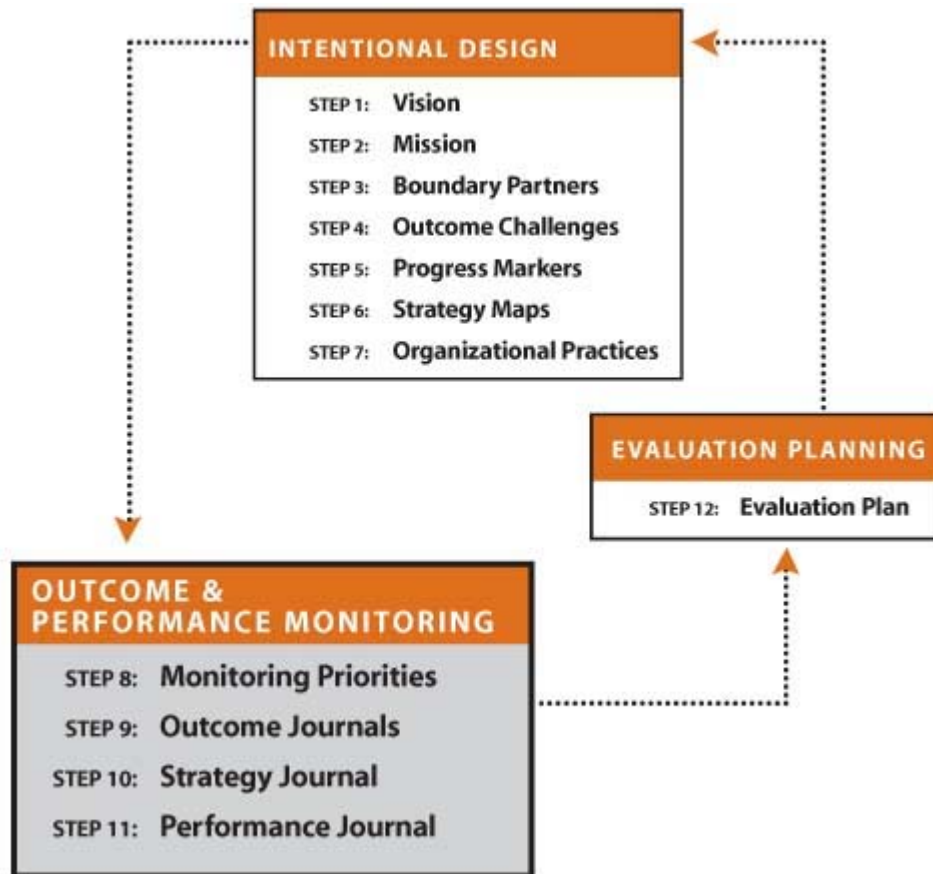 INTENTIONAL DESIGN
STEP 1: Vision
STEP 2: Mission
STEP 3: Boundary Partners
STEP 4: Outcome Challenges
STEP 5: Progress Markers
STEP 6: Strategy Maps
STEP 7: Organizational Practices
EVALUATION PLANNING
STEP 12: Evaluation Plan
OUTCOME &
PERFORMANCE MONITORING
STEP 8: Monitoring Priorities
STEP 9: Outcome Journals
STEP 10: Strategy Journal
STEP 11: Performance Journal